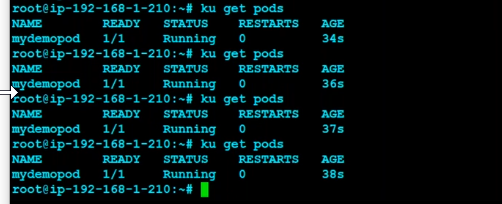 root@ip-192-168-1-210:~# ku get pods
NAME READY STATUS RESTARTS AGE
mydemopod 1/1 Running 0 34s
root@ip-192-168-1-210:~# ku get pods
NAME READY STATUS RESTARTS AGE
mydemopod 1/1 Running 0 36s
root@ip-192-168-1-210:~# ku get pods
NAME READY STATUS RESTARTS AGE
mydemopod 1/1 Running 0 37s
root@ip-192-168-1-210:~# ku get pods
NAME READY STATUS RESTARTS AGE
mydemopod 1/1 Running 0 38s
root@ip-192-168-1-210:~#